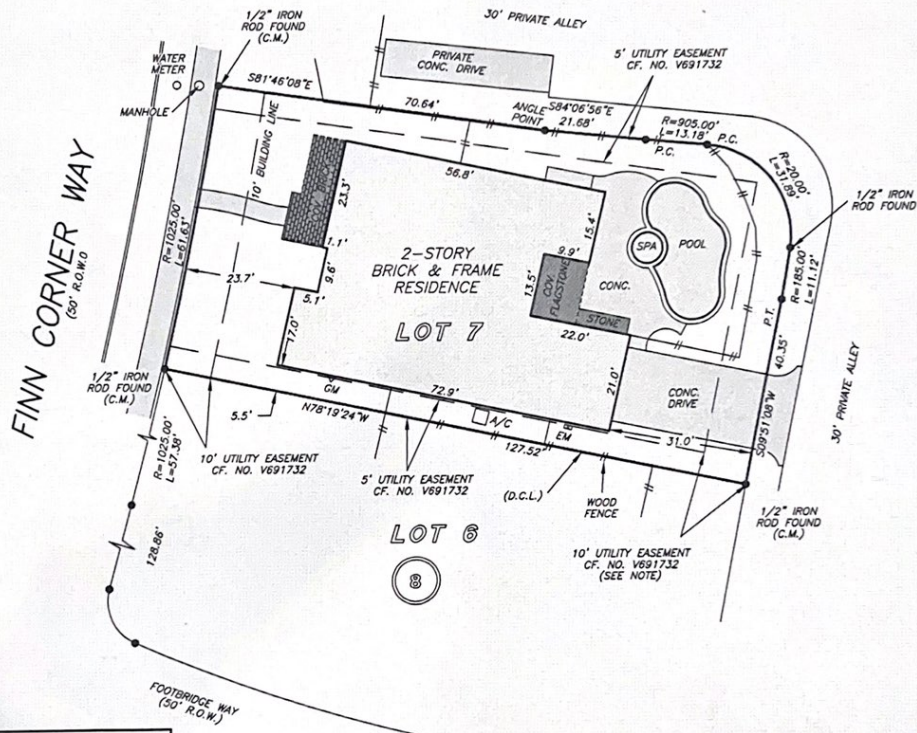 30' PRIVATE ALLEY
1/2" IRON
ROD FOUND
(C.M.)
WATER
METER
MANHOLE
PRIVATE
CONC. DRIVE
5' UTILITY EASEMENT
CF. NO. V691732
S81°46'08"E
70.64'
ANGLE
POINT
S84°06'56"E
21.68'
R=905.00'
L=13.18'
P.C.
P.C.
R=20.00'
L=31.89'
1/2" IRON
ROD FOUND
10' BUILDING LINE
COV. BRICK
23.3'
56.8'
15.4'
SPA
POOL
R=185.00'
L=11.12'
P.T.
FINN CORNER WAY
(50' R.O.W.O
R=1025.00'
L=61.63'
1.1'
9.6'
23.7'
5.1'
17.0'
2-STORY
BRICK & FRAME
RESIDENCE
LOT 7
9.9'
13.5'
COV.
FLAGSTONE
STONE
CONC.
22.0'
21.0'
CONC.
DRIVE
40.35'
S09°51'08"W
30' PRIVATE ALLEY
1/2" IRON
ROD FOUND
(C.M.)
5.5'
GM
72.9'
N78°19'24"W
A/C
EM
127.52'
31.0'
R=1025.00'
L=57.38'
10' UTILITY EASEMENT
CF. NO. V691732
5' UTILITY EASEMENT
CF. NO. V691732
(D.C.L.)
WOOD
FENCE
1/2" IRON
ROD FOUND
(C.M.)
LOT 6
8
10' UTILITY EASEMENT
CF. NO. V691732
(SEE NOTE)
128.86'
FOOTBRIDGE WAY
(50' R.O.W.)